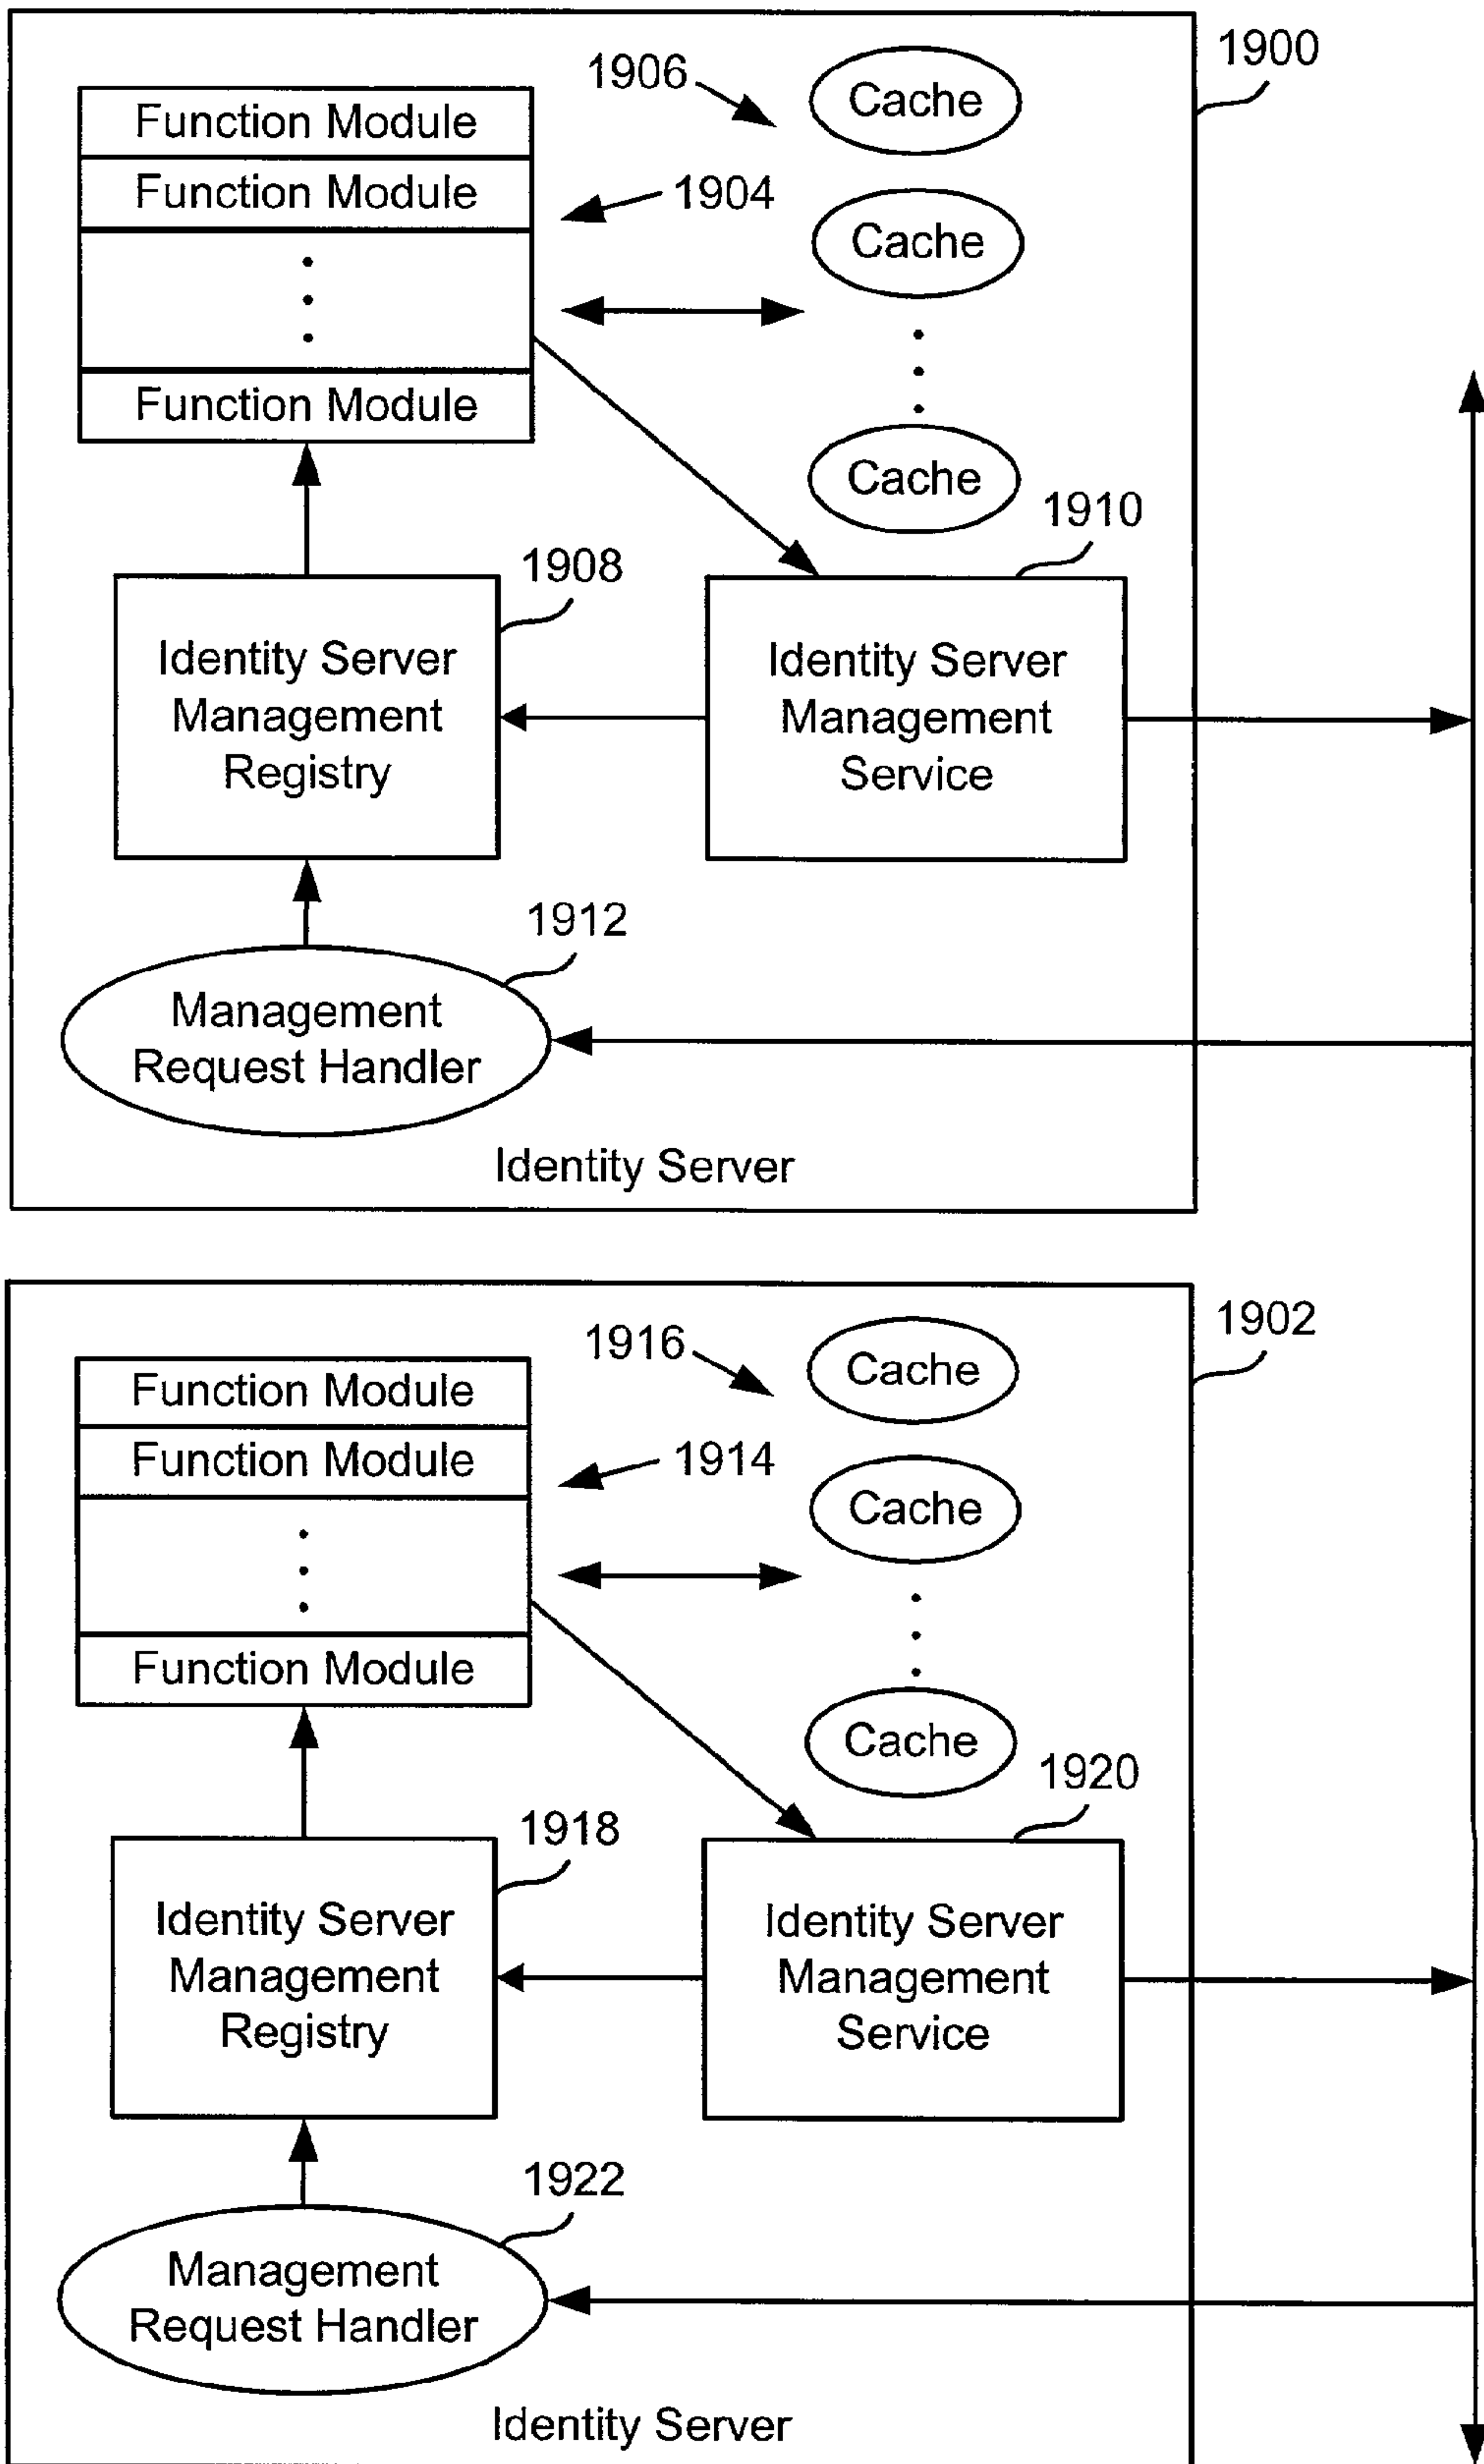 1900
1906
Cache
Function Module
Function Module
1904
Cache
Function Module
Cache
1910
1908
Identity Server
Management
Registry
Identity Server
Management
Service
1912
Management
Request Handler
Identity Server
1902
1916
Cache
Function Module
Function Module
1914
Cache
Function Module
Cache
1920
1918
Identity Server
Management
Registry
Identity Server
Management
Service
1922
Management
Request Handler
Identity Server